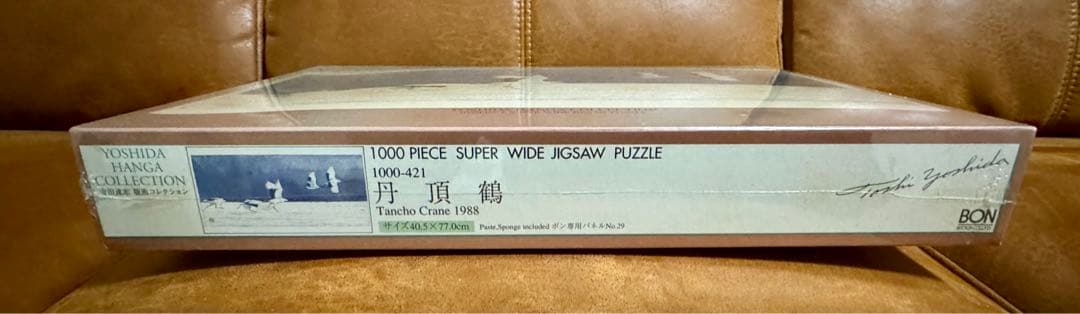 YOSHIDA
HANGA
COLLECTION
吉田遠志 版画コレクション
1000 PIECE SUPER WIDE JIGSAW PUZZLE
1000-421
丹頂鶴
Tancho Crane 1988
サイズ40.5×77.0cm Paste,Sponge included ボン専用パネルNo.29
Toshi Yoshida
BON